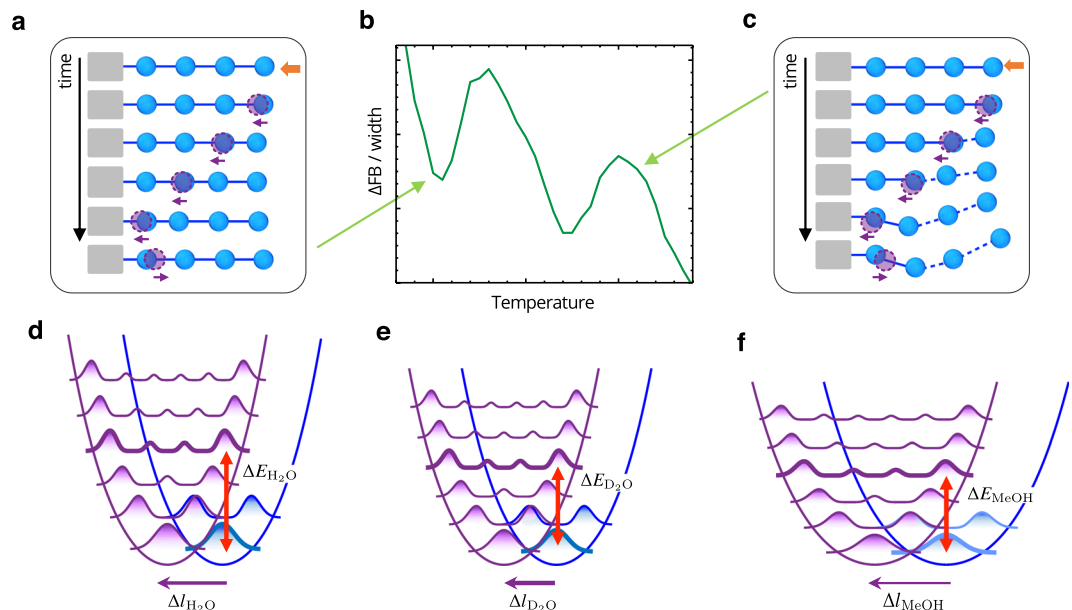 a
time
b
ΔFB / width
Temperature
c
time
d
ΔE_H₂O
Δl_H₂O
e
ΔE_D₂O
Δl_D₂O
f
ΔE_MeOH
Δl_MeOH